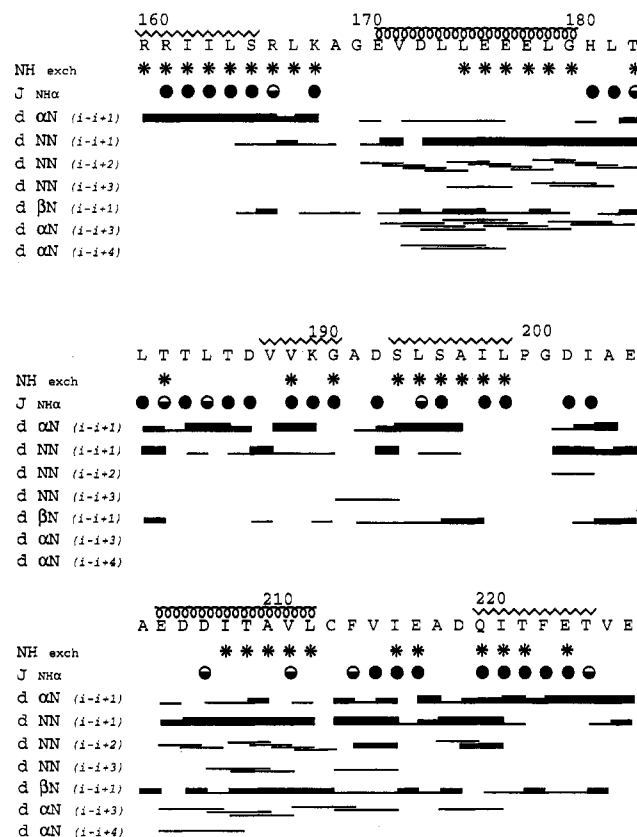 160 170 180
R R I I L S R L K A G E V D L L E E E L G H L T
NH exch
J NHα
d αN (i-i+1)
d NN (i-i+1)
d NN (i-i+2)
d NN (i-i+3)
d βN (i-i+1)
d αN (i-i+3)
d αN (i-i+4)
190 200
L T T L T D V V K G A D S L S A I L P G D I A E
NH exch
J NHα
d αN (i-i+1)
d NN (i-i+1)
d NN (i-i+2)
d NN (i-i+3)
d βN (i-i+1)
d αN (i-i+3)
d αN (i-i+4)
210 220
A E D D I T A V L C F V I E A D Q I T F E T V E
NH exch
J NHα
d αN (i-i+1)
d NN (i-i+1)
d NN (i-i+2)
d NN (i-i+3)
d βN (i-i+1)
d αN (i-i+3)
d αN (i-i+4)